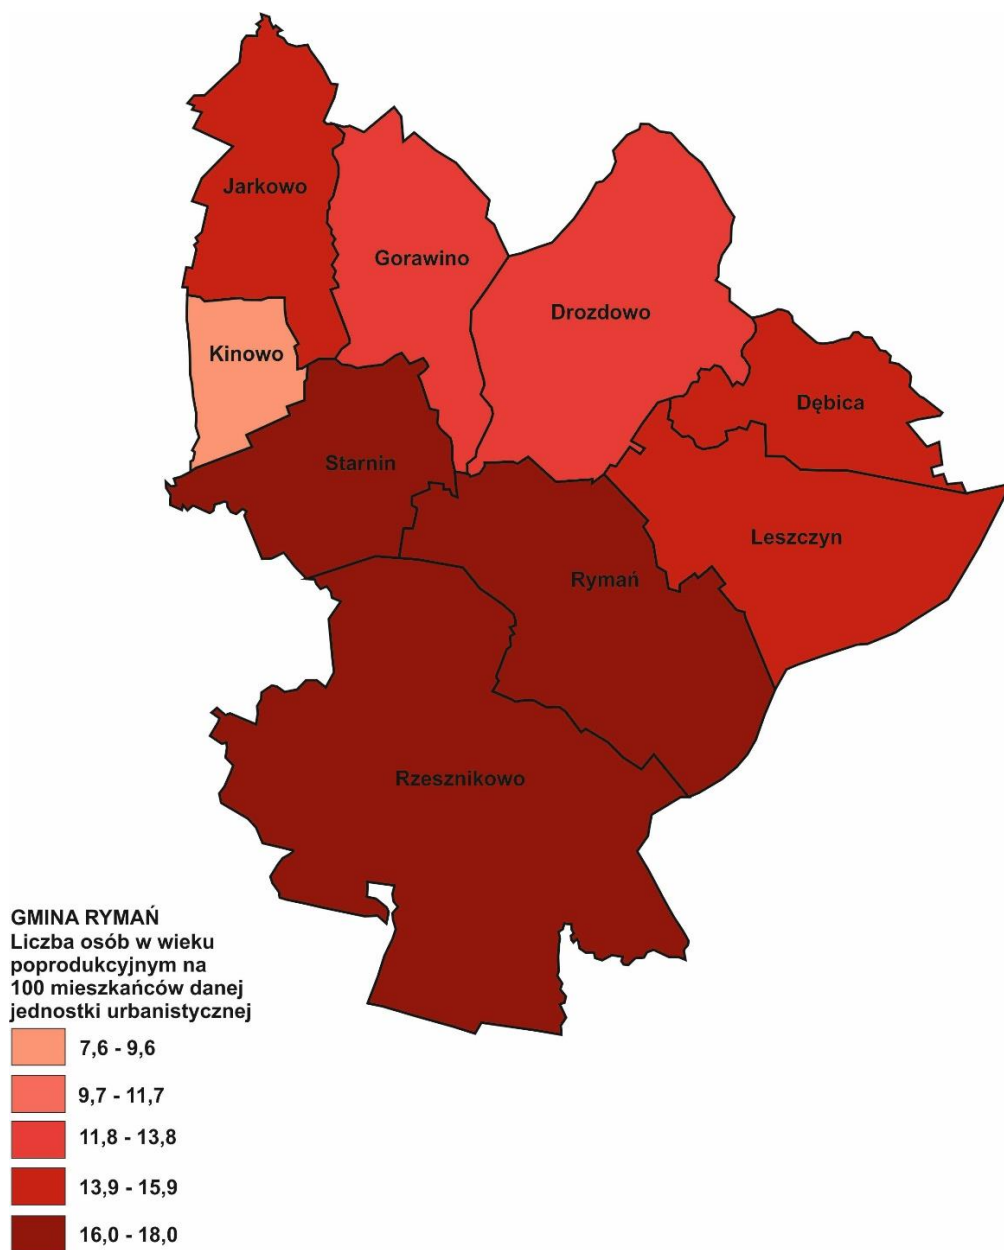 Jarkowo
Gorawino
Drozdowo
Kinowo
Dębica
Starnin
Leszczyn
Rymań
Rzesznikowo
GMINA RYMAŃ
Liczba osób w wieku
poprodukcyjnym na
100 mieszkańców danej
jednostki urbanistycznej
7,6 - 9,6
9,7 - 11,7
11,8 - 13,8
13,9 - 15,9
16,0 - 18,0